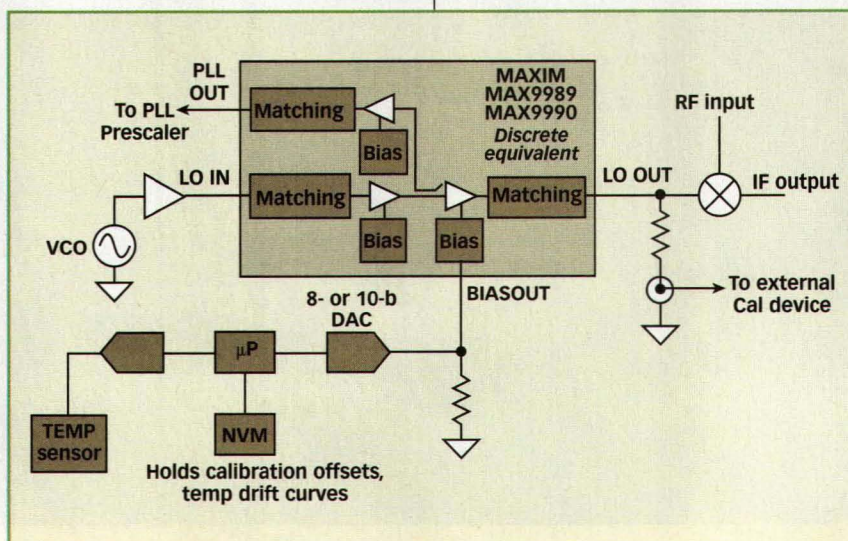 PLL
OUT
To PLL
Prescaler
Matching
Bias
MAXIM
MAX9989
MAX9990
Discrete
equivalent
RF input
LO IN
Matching
Bias
Bias
Matching
LO OUT
IF output
VCO
BIASOUT
To external
Cal device
8- or 10-b
DAC
µP
TEMP
sensor
NVM
Holds calibration offsets,
temp drift curves